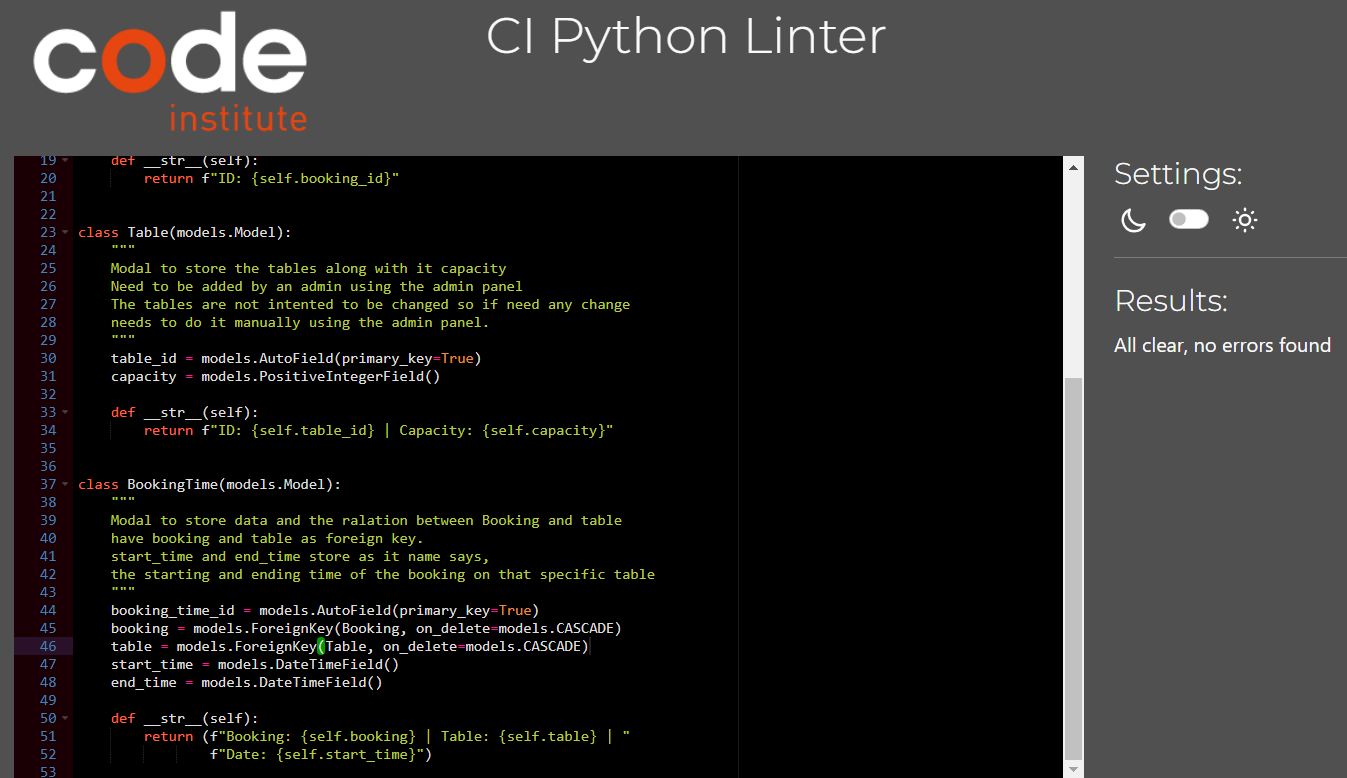 code
institute
CI Python Linter
19 def __str__(self):
20 return f"ID: {self.booking_id}"
21
22
23 class Table(models.Model):
24 """
25 Modal to store the tables along with it capacity
26 Need to be added by an admin using the admin panel
27 The tables are not intented to be changed so if need any change
28 needs to do it manually using the admin panel.
29 """
30 table_id = models.AutoField(primary_key=True)
31 capacity = models.PositiveIntegerField()
32
33 def __str__(self):
34 return f"ID: {self.table_id} | Capacity: {self.capacity}"
35
36
37 class BookingTime(models.Model):
38 """
39 Modal to store data and the ralation between Booking and table
40 have booking and table as foreign key.
41 start_time and end_time store as it name says,
42 the starting and ending time of the booking on that specific table
43 """
44 booking_time_id = models.AutoField(primary_key=True)
45 booking = models.ForeignKey(Booking, on_delete=models.CASCADE)
46 table = models.ForeignKey(Table, on_delete=models.CASCADE)
47 start_time = models.DateTimeField()
48 end_time = models.DateTimeField()
49
50 def __str__(self):
51 return (f"Booking: {self.booking} | Table: {self.table} | "
52 f"Date: {self.start_time}")
53
Settings:
Results:
All clear, no errors found